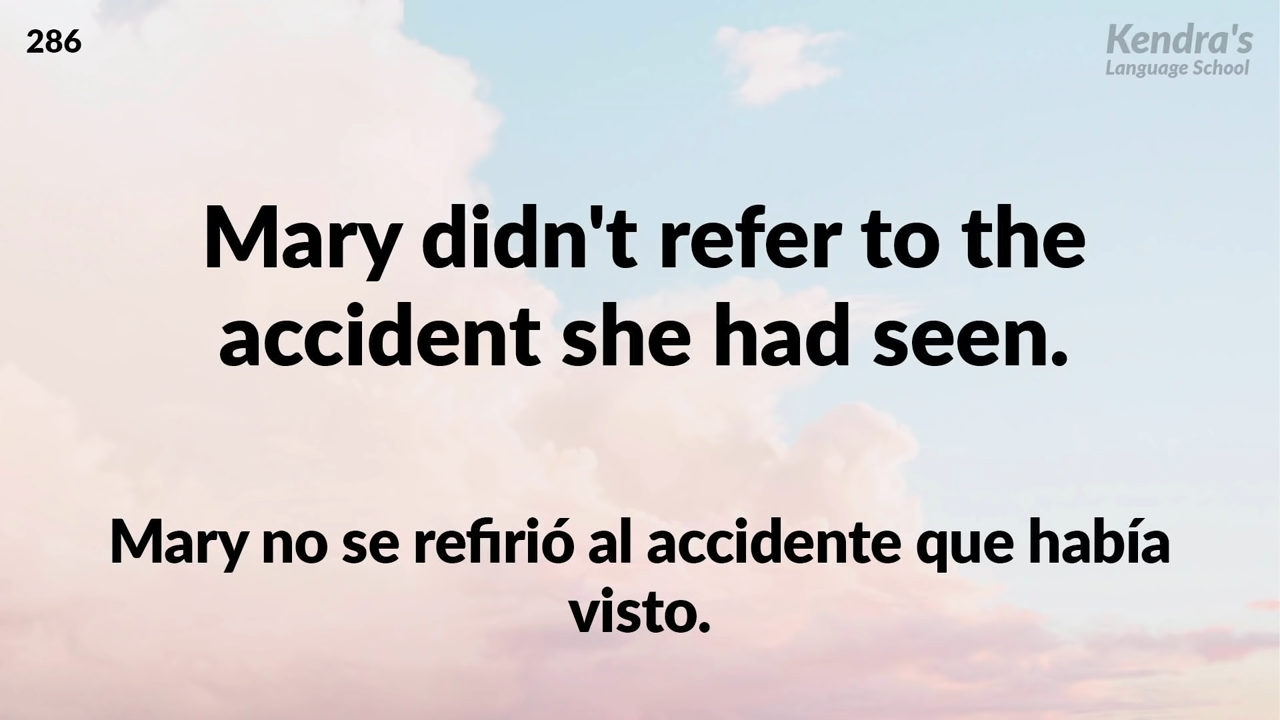 286
Kendra's
Language School
Mary didn't refer to the
accident she had seen.
Mary no se refirió al accidente que había
visto.